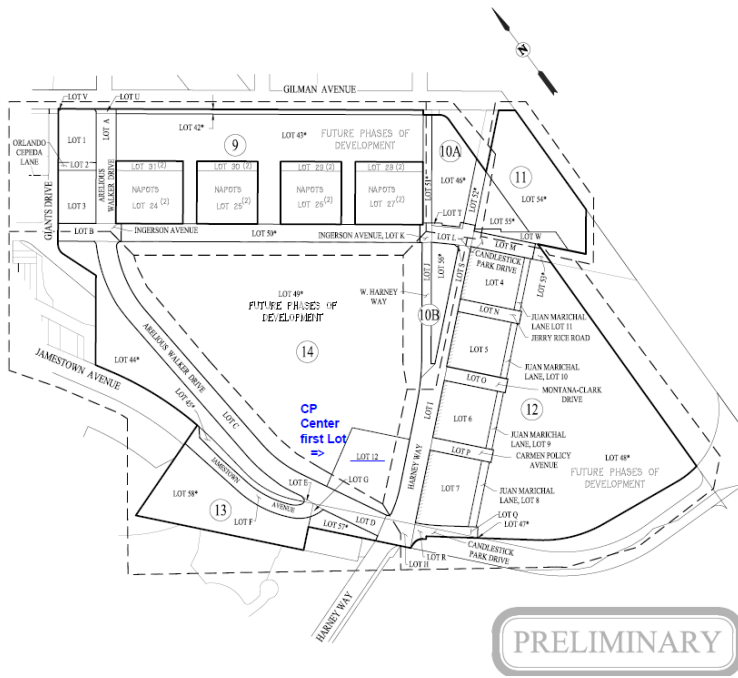 N
GILMAN AVENUE
LOT V
LOT U
LOT 1
LOT A
LOT 42*
9
LOT 43*
FUTURE PHASES OF
DEVELOPMENT
10A
11
ORLANDO
CEPEDA
LANE
LOT 2
LOT 3
ARELIOUS
WALKER DRIVE
LOT 31(2)
NAPOTS
LOT 24(2)
LOT 30(2)
NAPOTS
LOT 25(2)
LOT 29(2)
NAPOTS
LOT 26(2)
LOT 28(2)
NAPOTS
LOT 27(2)
LOT 51*
LOT 46*
LOT 52*
LOT 54*
LOT 55*
GIANTS DRIVE
LOT B
INGERSON AVENUE
LOT 50*
INGERSON AVENUE, LOT K
LOT T
LOT L
LOT W
LOT M
CANDLESTICK
PARK DRIVE
LOT 53*
LOT S
LOT 56*
LOT J
LOT 4
W. HARNEY
WAY
10B
LOT 49*
FUTURE PHASES OF
DEVELOPMENT
14
LOT N
JUAN MARICHAL
LANE LOT 11
JERRY RICE ROAD
LOT 5
JUAN MARICHAL
LANE, LOT 10
LOT O
MONTANA-CLARK
DRIVE
12
LOT 44*
ARELIOUS WALKER DRIVE
JAMESTOWN AVENUE
LOT 45*
LOT C
CP
Center
first Lot
=>
LOT 12
LOT I
HARNEY WAY
LOT 6
JUAN MARICHAL
LANE, LOT 9
LOT P
CARMEN POLICY
AVENUE
LOT 48*
FUTURE PHASES OF
DEVELOPMENT
LOT 7
JUAN MARICHAL
LANE, LOT 8
LOT E
LOT G
LOT 58*
13
JAMESTOWN
AVENUE
LOT F
LOT 57*
LOT D
LOT Q
LOT 47*
CANDLESTICK
PARK DRIVE
LOT R
LOT H
HARNEY WAY
PRELIMINARY